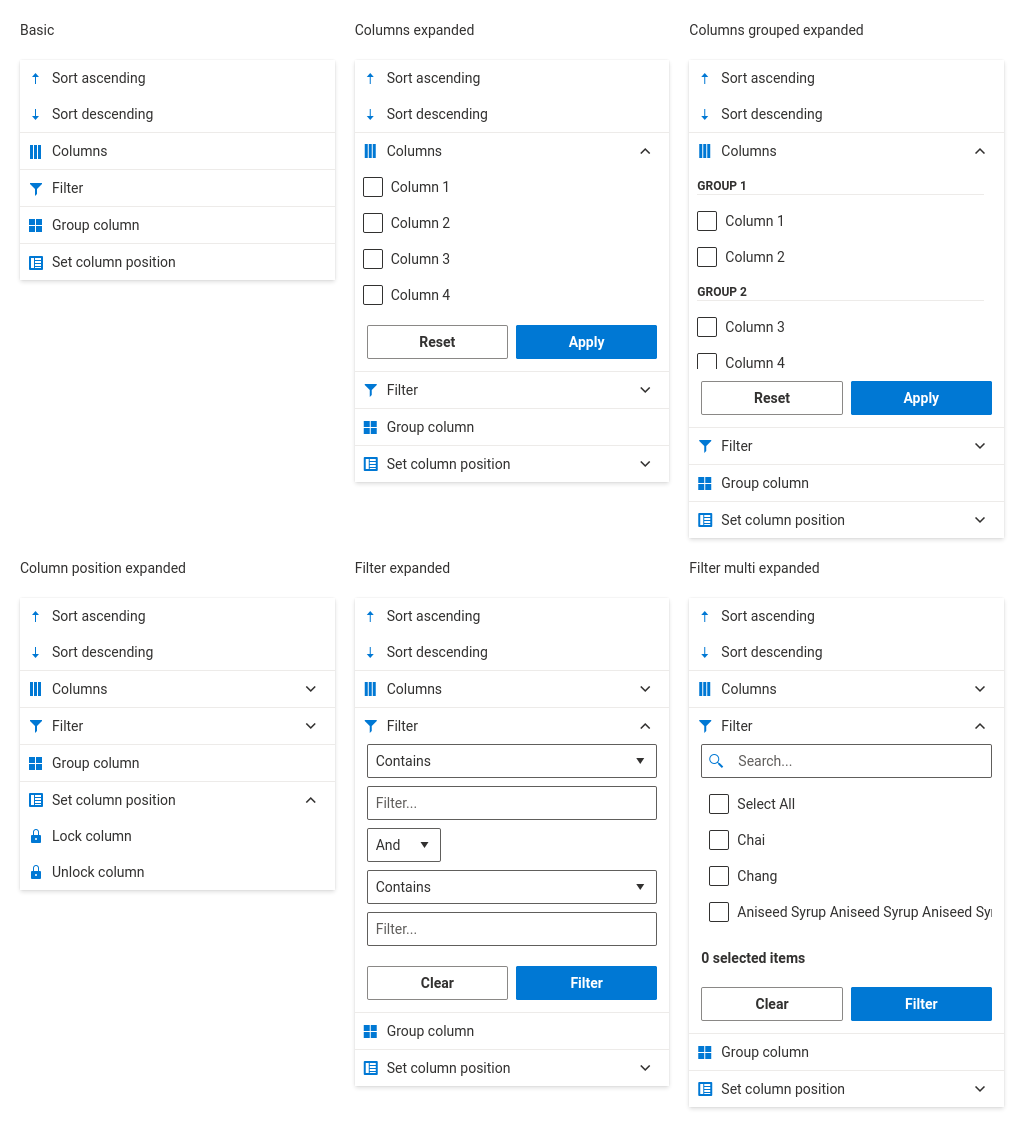 Basic
Sort ascending
Sort descending
Columns
Filter
Group column
Set column position
Columns expanded
Sort ascending
Sort descending
Columns
Column 1
Column 2
Column 3
Column 4
Reset Apply
Filter
Group column
Set column position
Columns grouped expanded
Sort ascending
Sort descending
Columns
GROUP 1
Column 1
Column 2
GROUP 2
Column 3
Column 4
Reset Apply
Filter
Group column
Set column position
Column position expanded
Sort ascending
Sort descending
Columns
Filter
Group column
Set column position
Lock column
Unlock column
Filter expanded
Sort ascending
Sort descending
Columns
Filter
Contains
Filter...
And
Contains
Filter...
Clear Filter
Group column
Set column position
Filter multi expanded
Sort ascending
Sort descending
Columns
Filter
Search...
Select All
Chai
Chang
Aniseed Syrup Aniseed Syrup Aniseed Sy
0 selected items
Clear Filter
Group column
Set column position